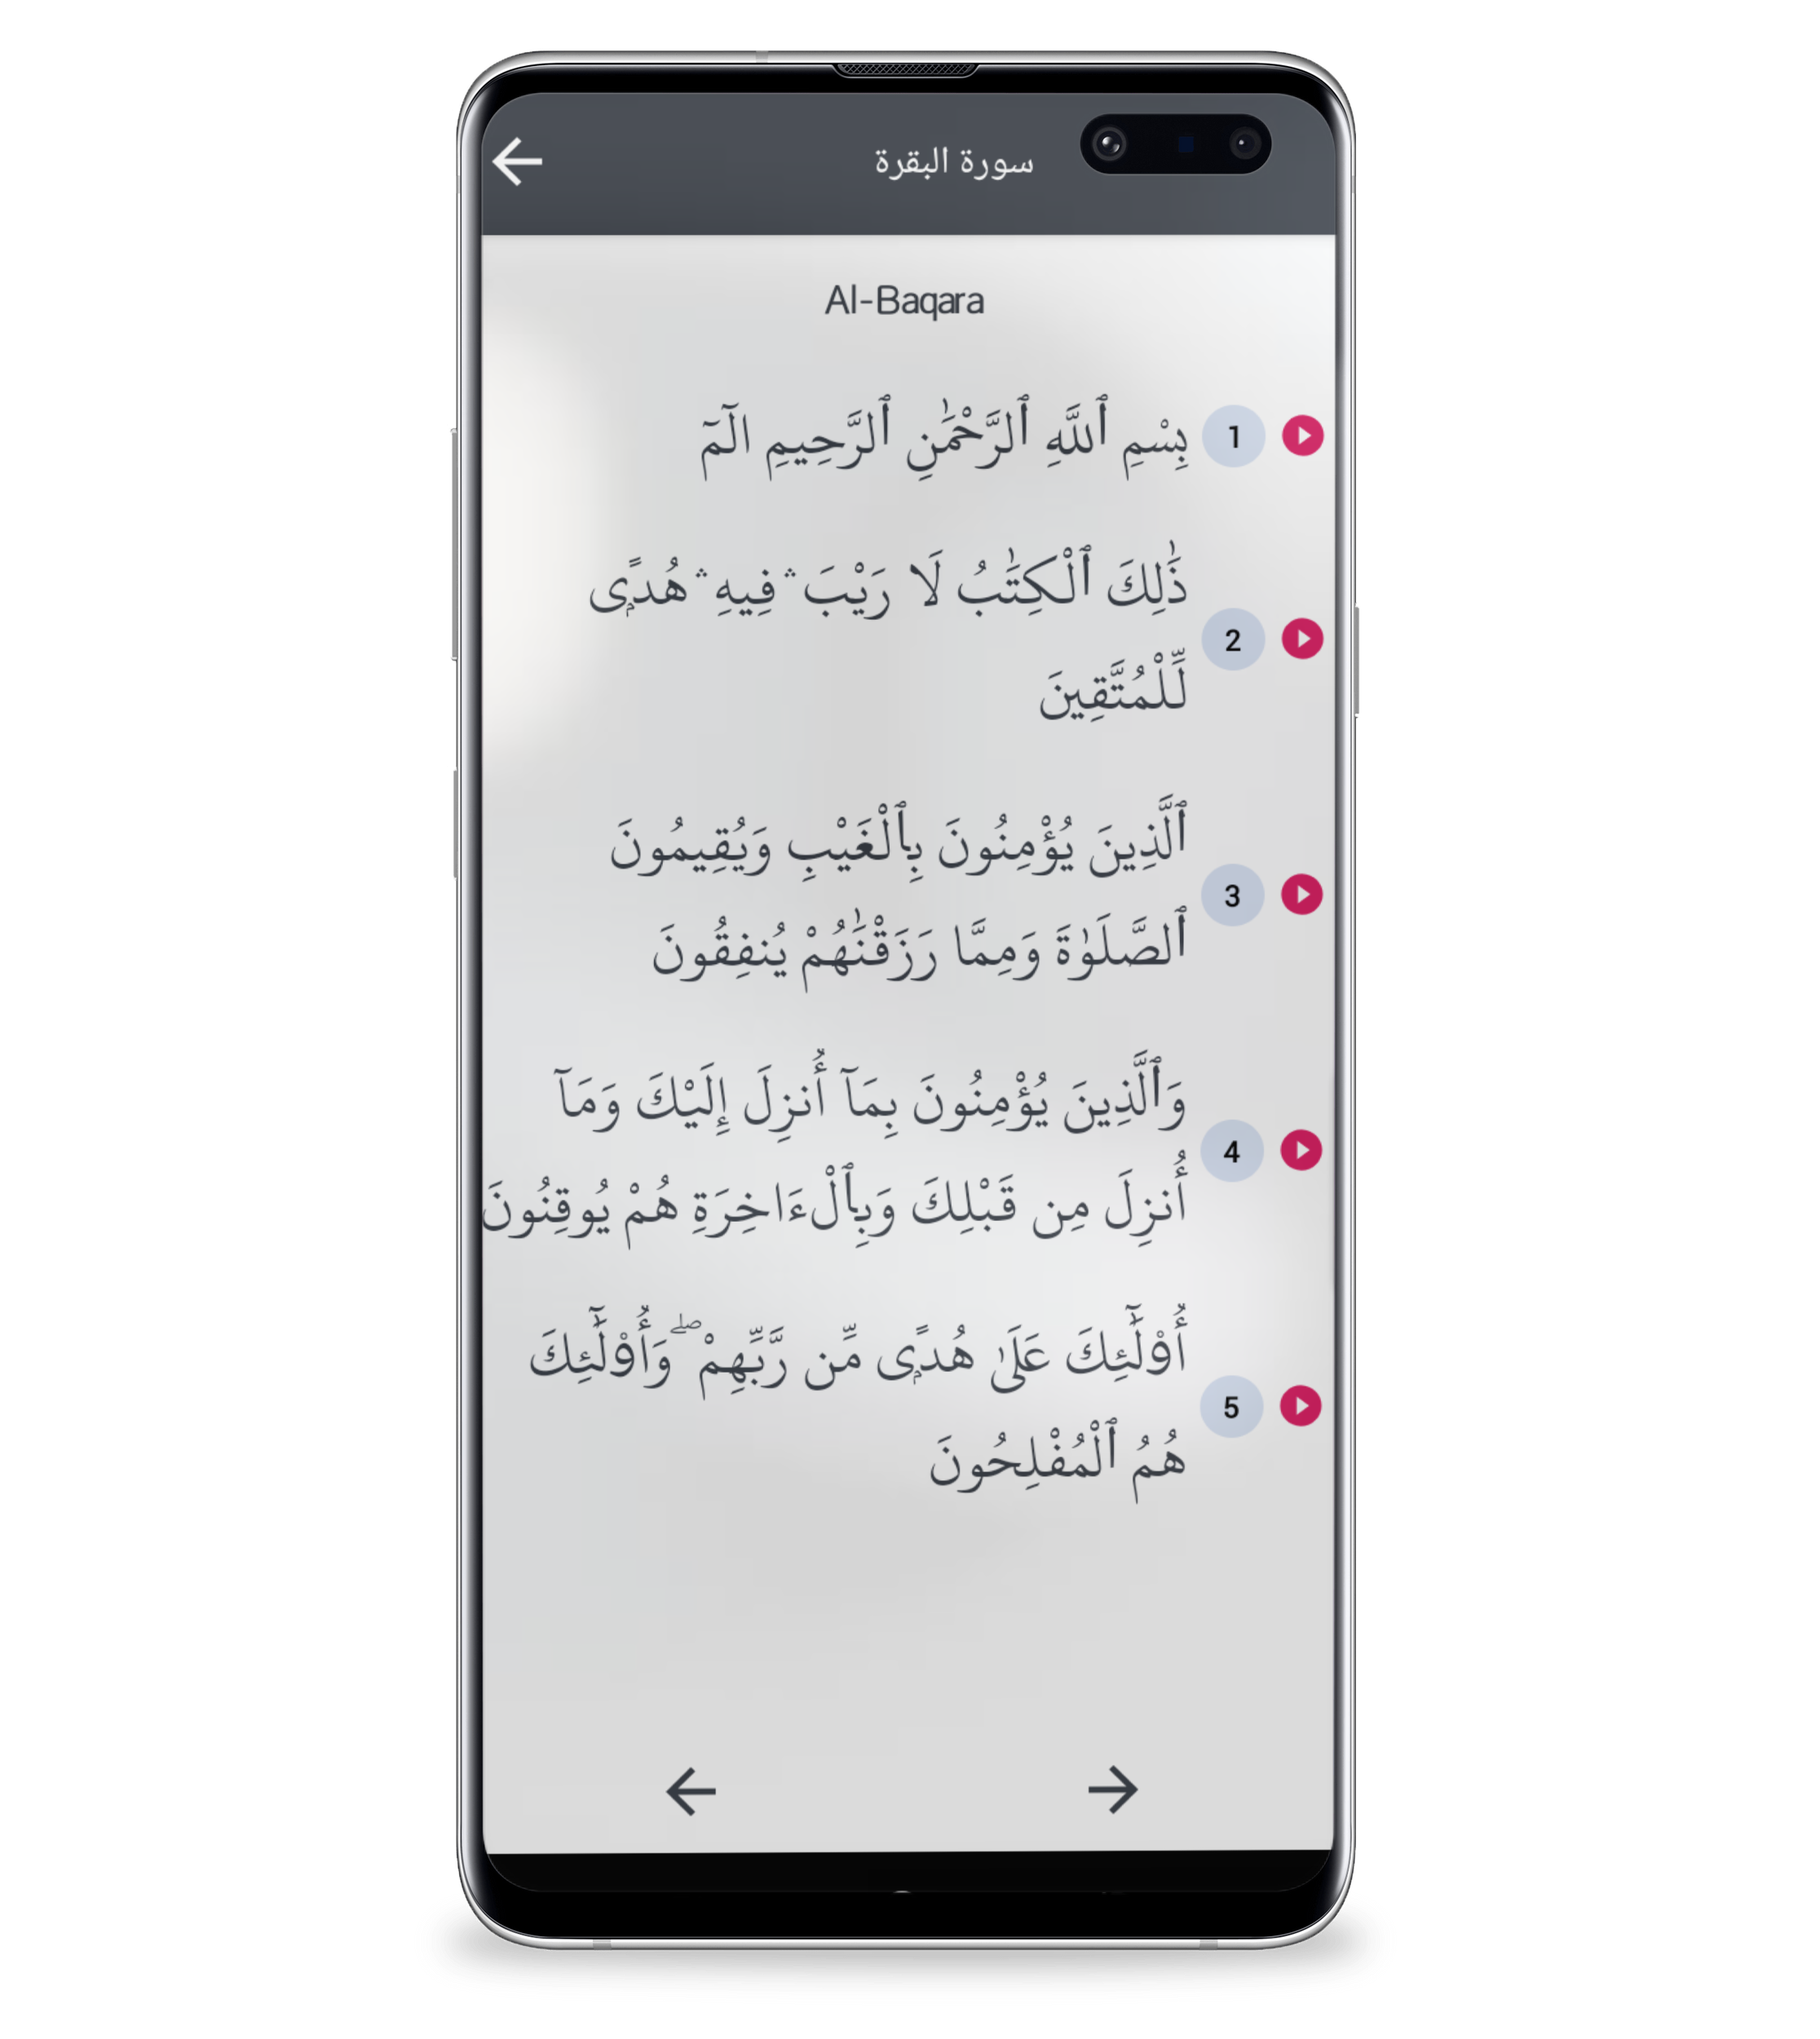 سورة البقرة
Al-Baqara
1
بِسْمِ ٱللَّهِ ٱلرَّحْمَٰنِ ٱلرَّحِيمِ الٓمٓ
2
ذَٰلِكَ ٱلْكِتَٰبُ لَا رَيْبَ ۛ فِيهِ ۛ هُدًۭى
لِّلْمُتَّقِينَ
3
ٱلَّذِينَ يُؤْمِنُونَ بِٱلْغَيْبِ وَيُقِيمُونَ
ٱلصَّلَوٰةَ وَمِمَّا رَزَقْنَٰهُمْ يُنفِقُونَ
4
وَٱلَّذِينَ يُؤْمِنُونَ بِمَآ أُنزِلَ إِلَيْكَ وَمَآ
أُنزِلَ مِن قَبْلِكَ وَبِٱلْءَاخِرَةِ هُمْ يُوقِنُونَ
5
أُو۟لَٰٓئِكَ عَلَىٰ هُدًۭى مِّن رَّبِّهِمْ ۖ وَأُو۟لَٰٓئِكَ
هُمُ ٱلْمُفْلِحُونَ